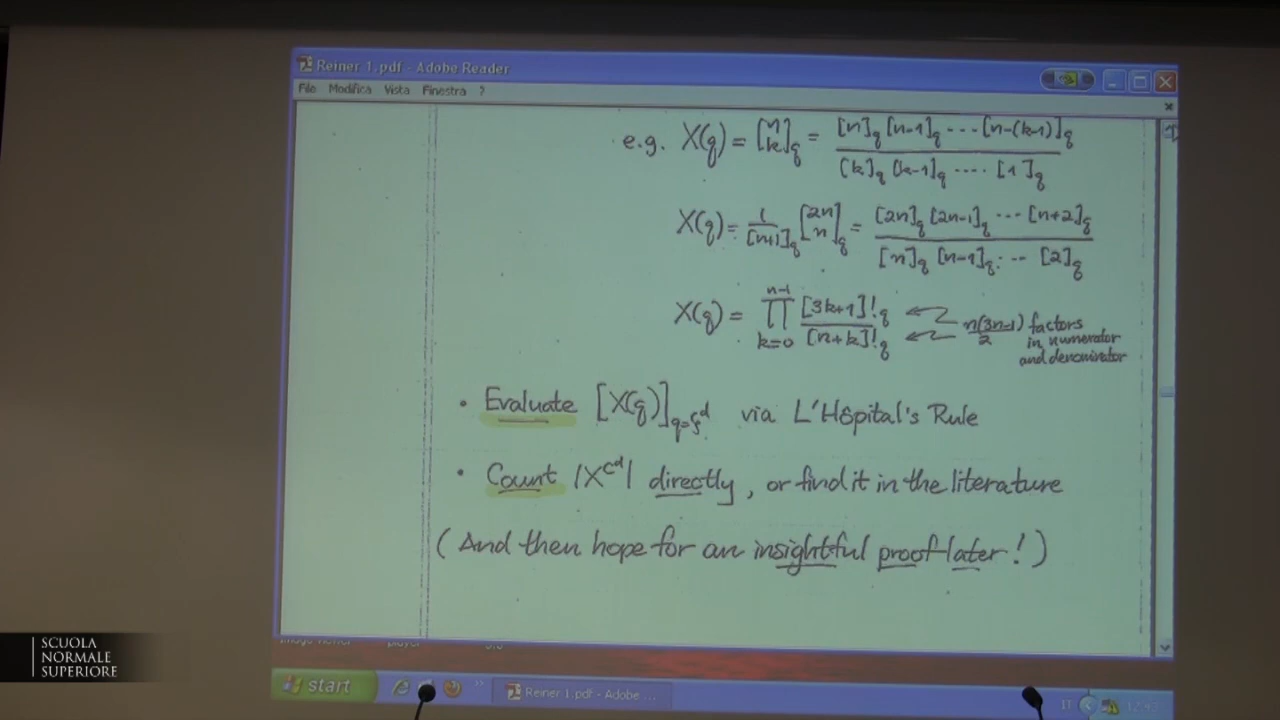 Reiner 1.pdf - Adobe Reader
File Modifica Vista Finestra ?
e.g. X(q) = [n k]_q = [n]_q [n-1]_q ··· [n-(k-1)]_q / [k]_q [k-1]_q ···· [1]_q
X(q) = 1/[n+1]_q [2n n]_q = [2n]_q [2n-1]_q ··· [n+2]_q / [n]_q [n-1]_q ··· [2]_q
X(q) = ∏_{k=0}^{n-1} [3k+1]!_q / [n+k]!_q
n(3n-1)/2 factors
in numerator
and denominator
• Evaluate [X(q)]_{q=ζ^d} via L'Hôpital's Rule
• Count |X^{c^d}| directly, or find it in the literature
(And then hope for an insightful proof later!)
SCUOLA
NORMALE
SUPERIORE
start
Reiner 1.pdf - Adobe ...
IT